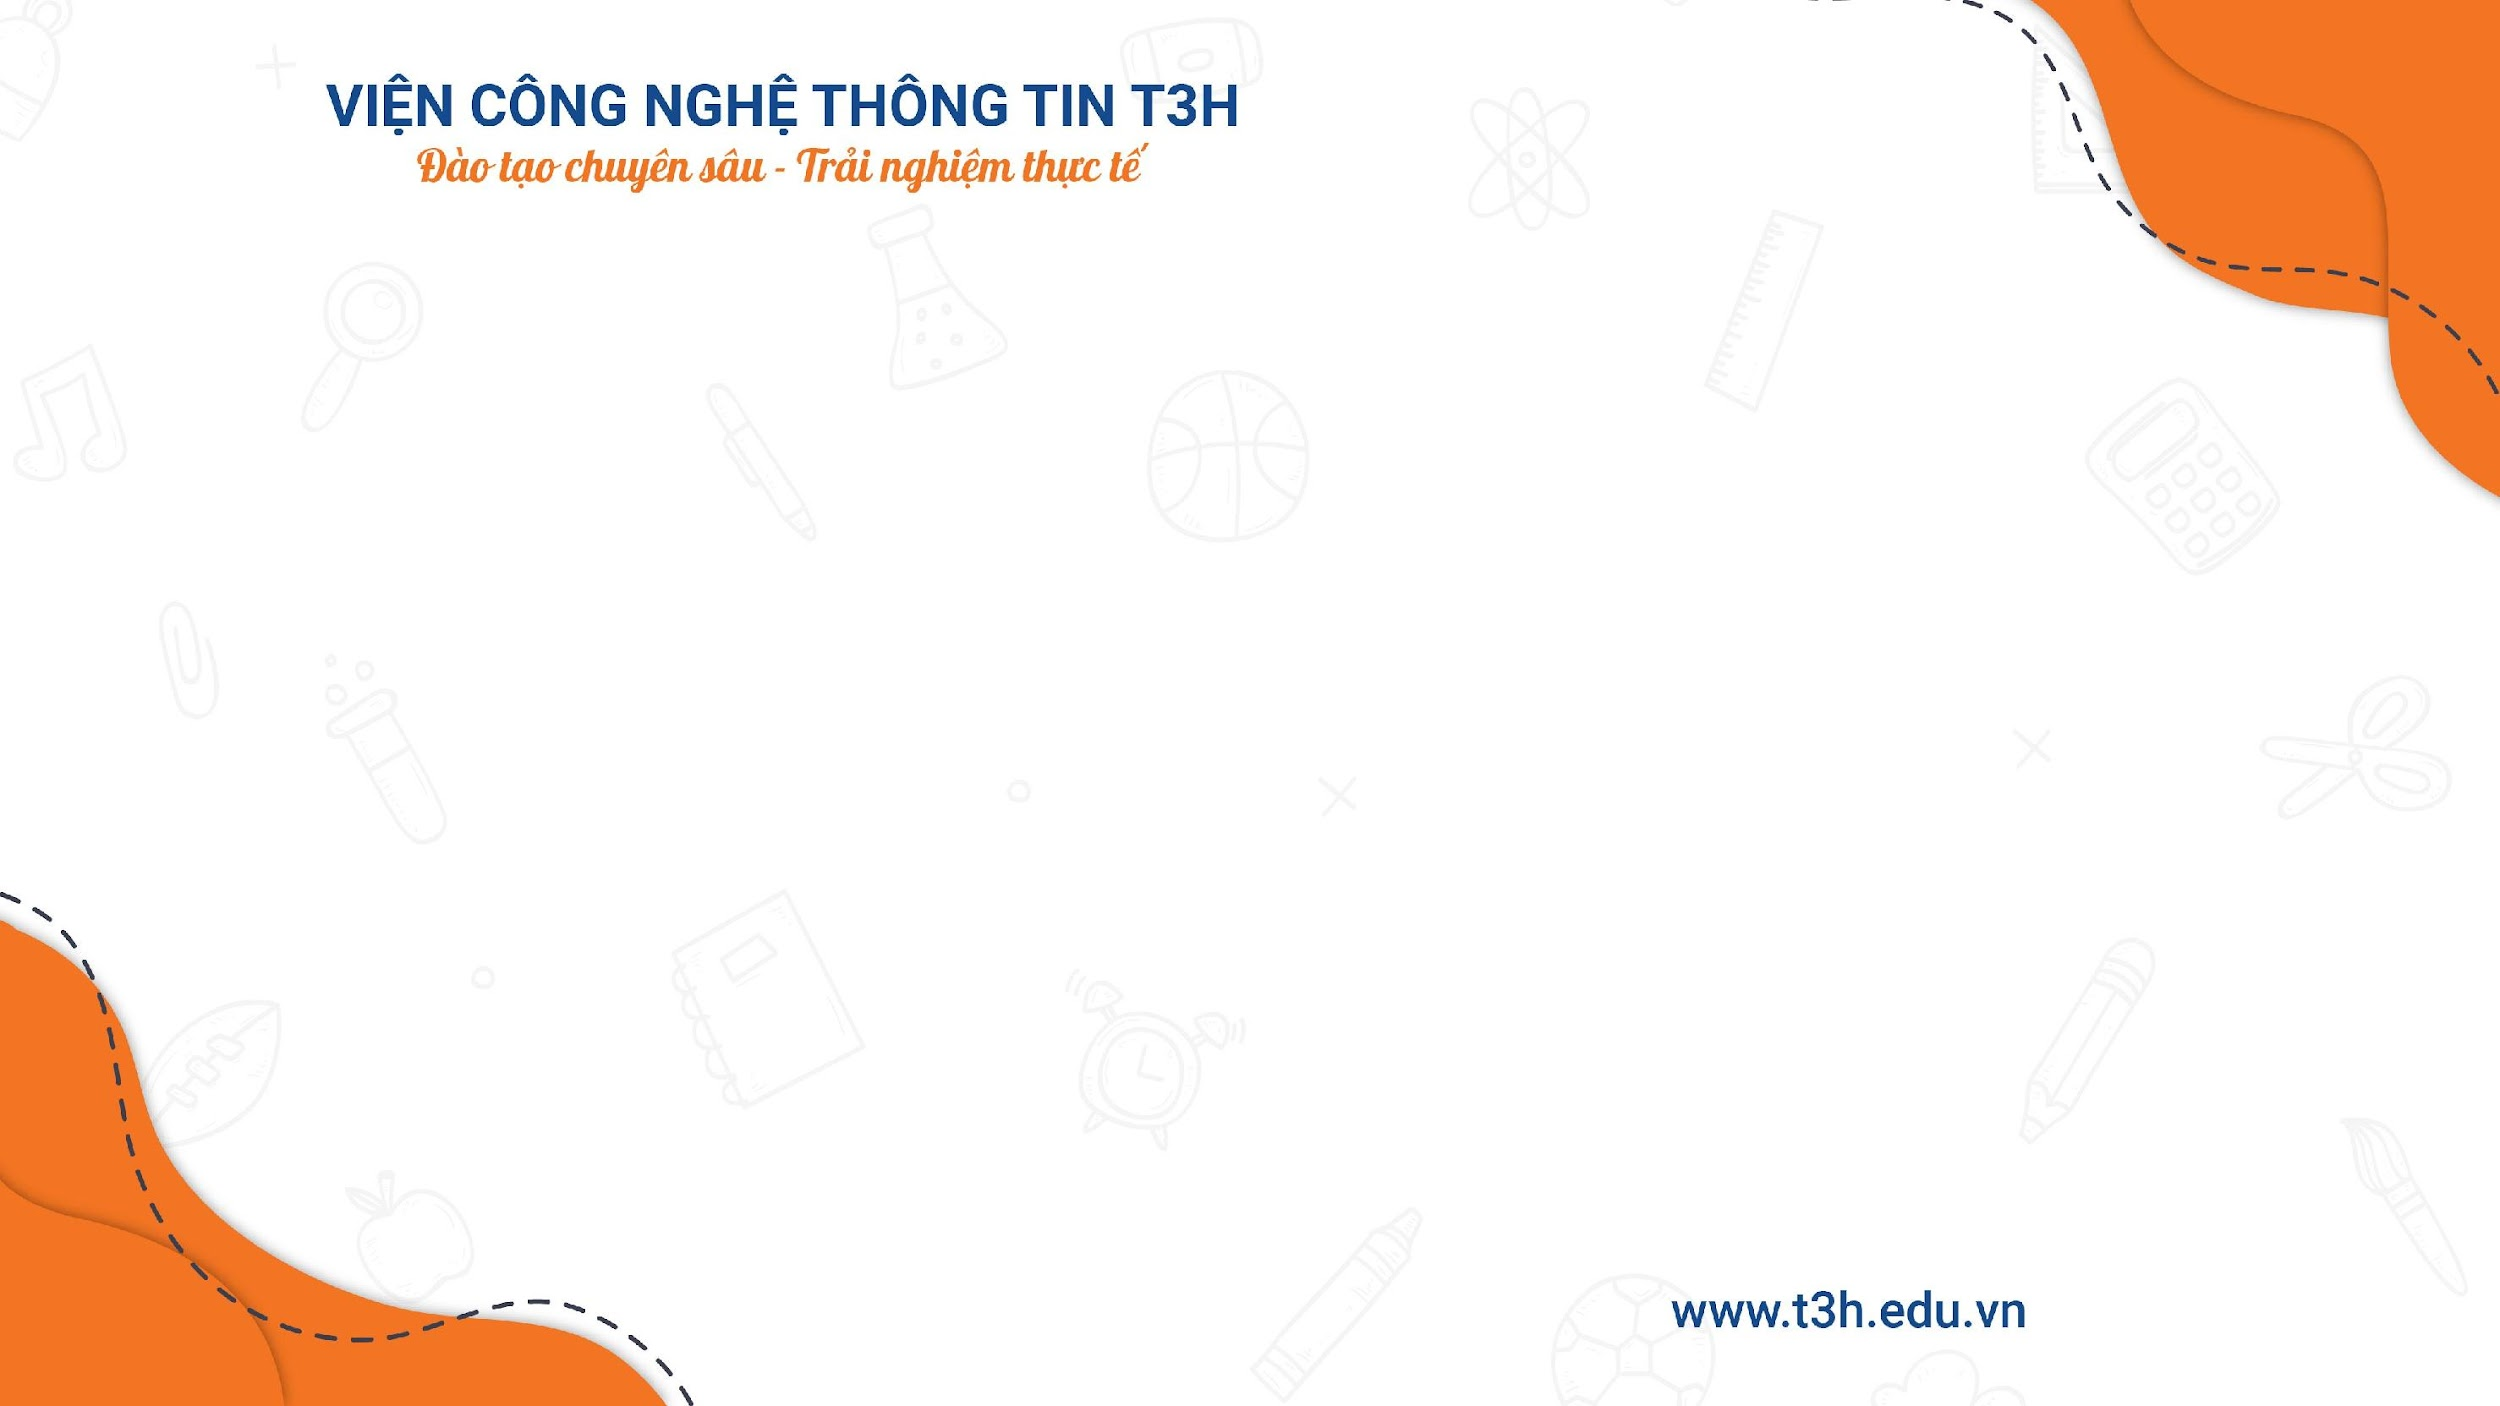 VIỆN CÔNG NGHỆ THÔNG TIN T3H
Đào tạo chuyên sâu - Trải nghiệm thực tế
www.t3h.edu.vn